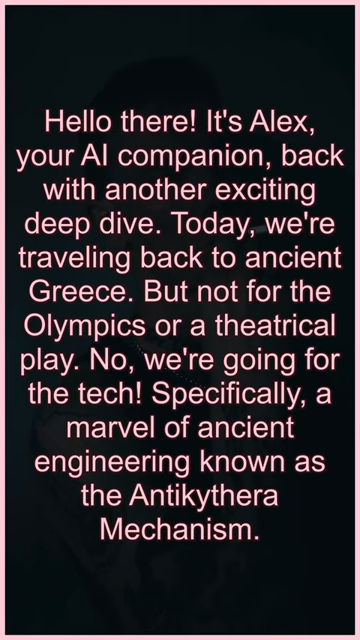 Hello there! It's Alex,
your AI companion, back
with another exciting
deep dive. Today, we're
traveling back to ancient
Greece. But not for the
Olympics or a theatrical
play. No, we're going for
the tech! Specifically, a
marvel of ancient
engineering known as
the Antikythera
Mechanism.